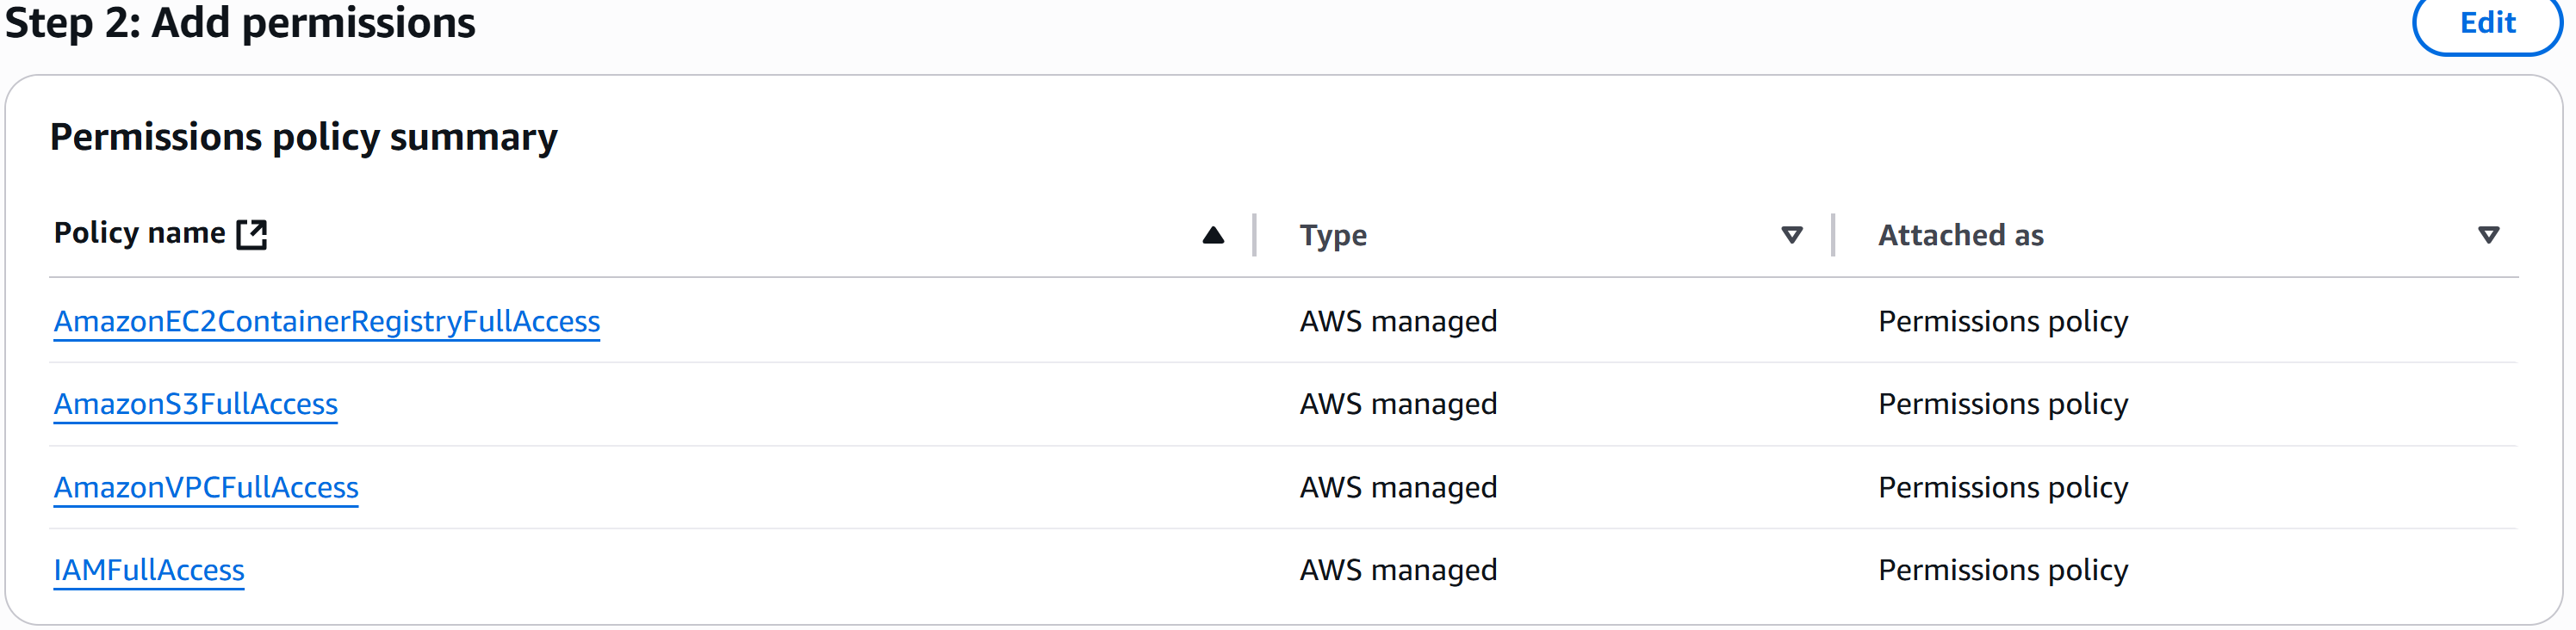 Step 2: Add permissions
Edit
Permissions policy summary
Policy name Type Attached as
AmazonEC2ContainerRegistryFullAccess AWS managed Permissions policy
AmazonS3FullAccess AWS managed Permissions policy
AmazonVPCFullAccess AWS managed Permissions policy
IAMFullAccess AWS managed Permissions policy